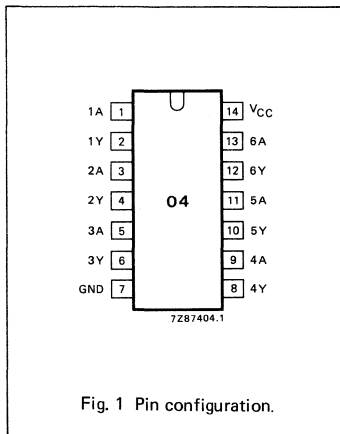 1A 1 14 VCC
1Y 2 13 6A
2A 3 12 6Y
2Y 4 04 11 5A
3A 5 10 5Y
3Y 6 9 4A
GND 7 8 4Y
7Z87404.1
Fig. 1 Pin configuration.